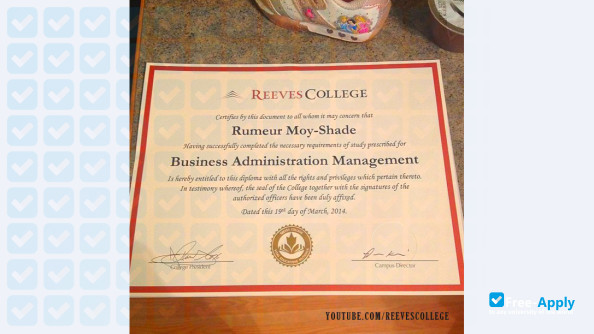 REEVES COLLEGE
Certifies by this document to all whom it may concern that
Rumeur Moy-Shade
Having successfully completed the necessary requirements of study prescribed for
Business Administration Management
Is hereby entitled to this diploma with all the rights and privileges which pertain thereto.
In testimony whereof, the seal of the College together with the signatures of the
authorized officers have been duly affixed.
Dated this 19th day of March, 2014.
College President
Campus Director
Free Apply
YOUTUBE.COM/REEVESCOLLEGE